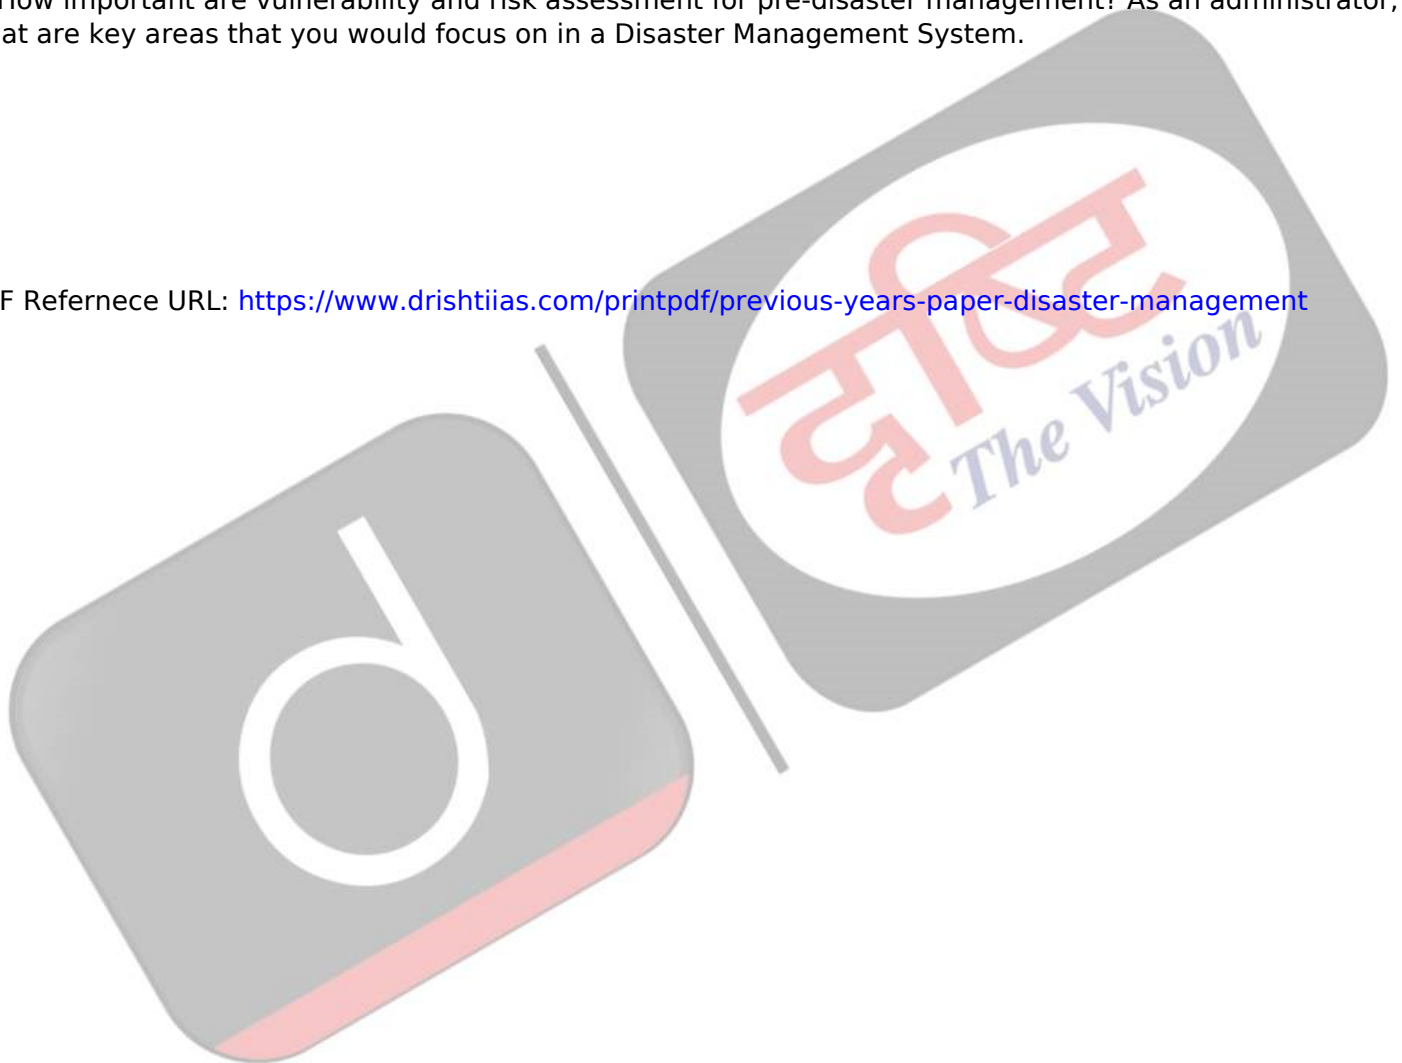 How important are vulnerability and risk assessment for pre-disaster management? As an administrator,
at are key areas that you would focus on in a Disaster Management System.
F Refernece URL: https://www.drishtiias.com/printpdf/previous-years-paper-disaster-management
दृष्टि
The Vision
d